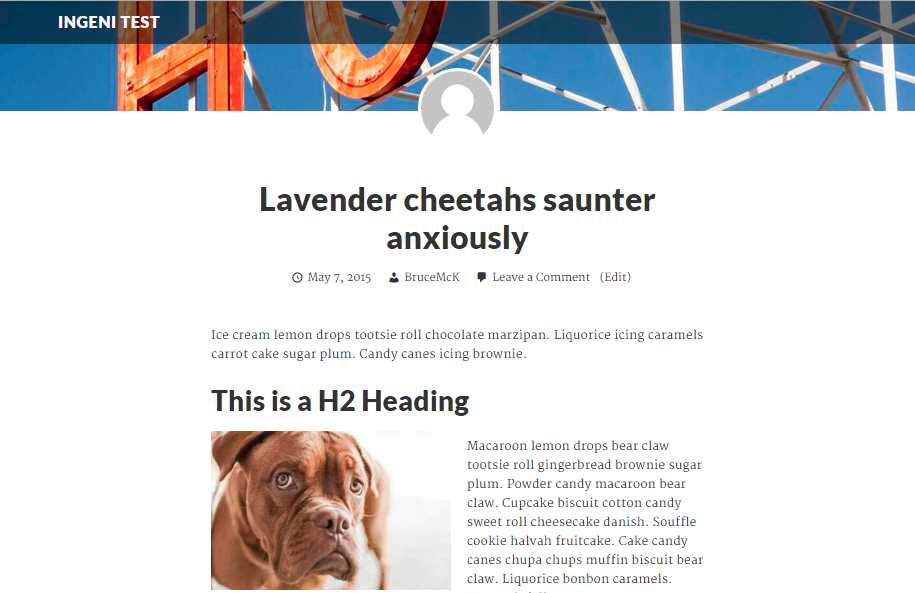 INGENI TEST
Lavender cheetahs saunter
anxiously
May 7, 2015 BruceMcK Leave a Comment (Edit)
Ice cream lemon drops tootsie roll chocolate marzipan. Liquorice icing caramels
carrot cake sugar plum. Candy canes icing brownie.
This is a H2 Heading
Macaroon lemon drops bear claw
tootsie roll gingerbread brownie sugar
plum. Powder candy macaroon bear
claw. Cupcake biscuit cotton candy
sweet roll cheesecake danish. Souffle
cookie halvah fruitcake. Cake candy
canes chupa chups muffin biscuit bear
claw. Liquorice bonbon caramels.